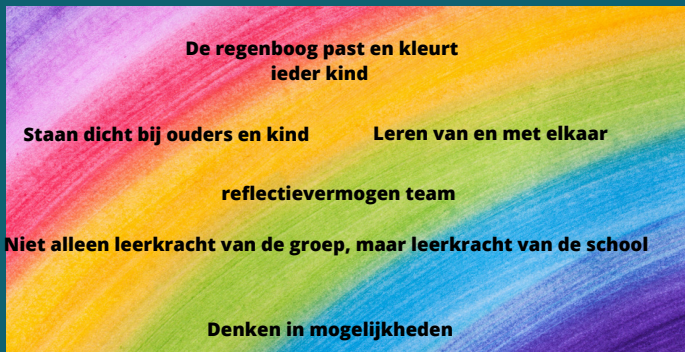 De regenboog past en kleurt
ieder kind
Staan dicht bij ouders en kind
Leren van en met elkaar
reflectievermogen team
Niet alleen leerkracht van de groep, maar leerkracht van de school
Denken in mogelijkheden